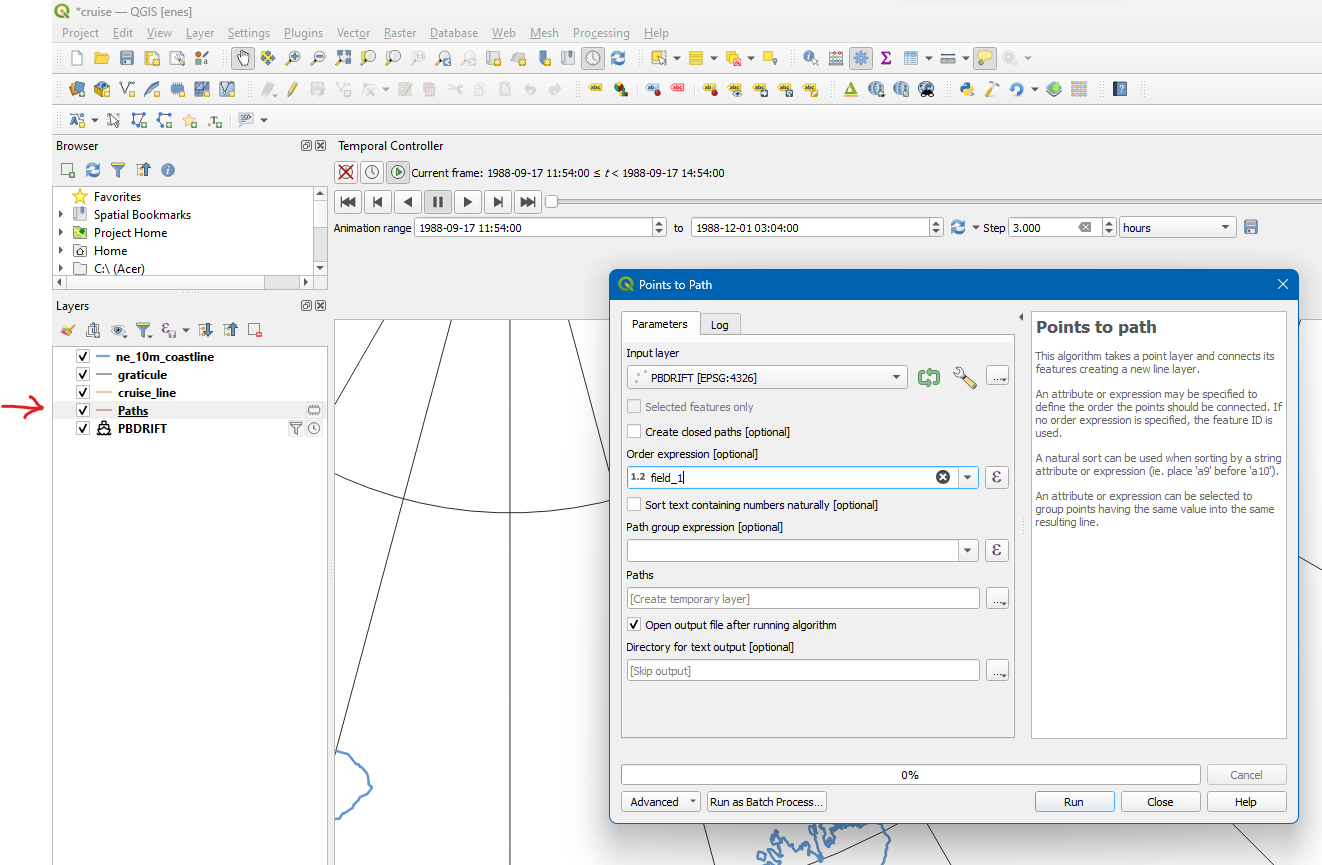 *cruise — QGIS [enes]
Project Edit View Layer Settings Plugins Vector Raster Database Web Mesh Processing Help
Browser
Favorites
Spatial Bookmarks
Project Home
Home
C:\ (Acer)
Layers
ne_10m_coastline
graticule
cruise_line
Paths
PBDRIFT
Temporal Controller
Current frame: 1988-09-17 11:54:00 ≤ t < 1988-09-17 14:54:00
Animation range 1988-09-17 11:54:00 to 1988-12-01 03:04:00 Step 3.000 hours
Points to Path
Parameters Log
Input layer
PBDRIFT [EPSG:4326]
Selected features only
Create closed paths [optional]
Order expression [optional]
1.2 field_1
Sort text containing numbers naturally [optional]
Path group expression [optional]
Paths
[Create temporary layer]
Open output file after running algorithm
Directory for text output [optional]
[Skip output]
Points to path
This algorithm takes a point layer and connects its
features creating a new line layer.
An attribute or expression may be specified to
define the order the points should be connected. If
no order expression is specified, the feature ID is
used.
A natural sort can be used when sorting by a string
attribute or expression (ie. place 'a9' before 'a10').
An attribute or expression can be selected to
group points having the same value into the same
resulting line.
0%
Cancel
Advanced Run as Batch Process... Run Close Help